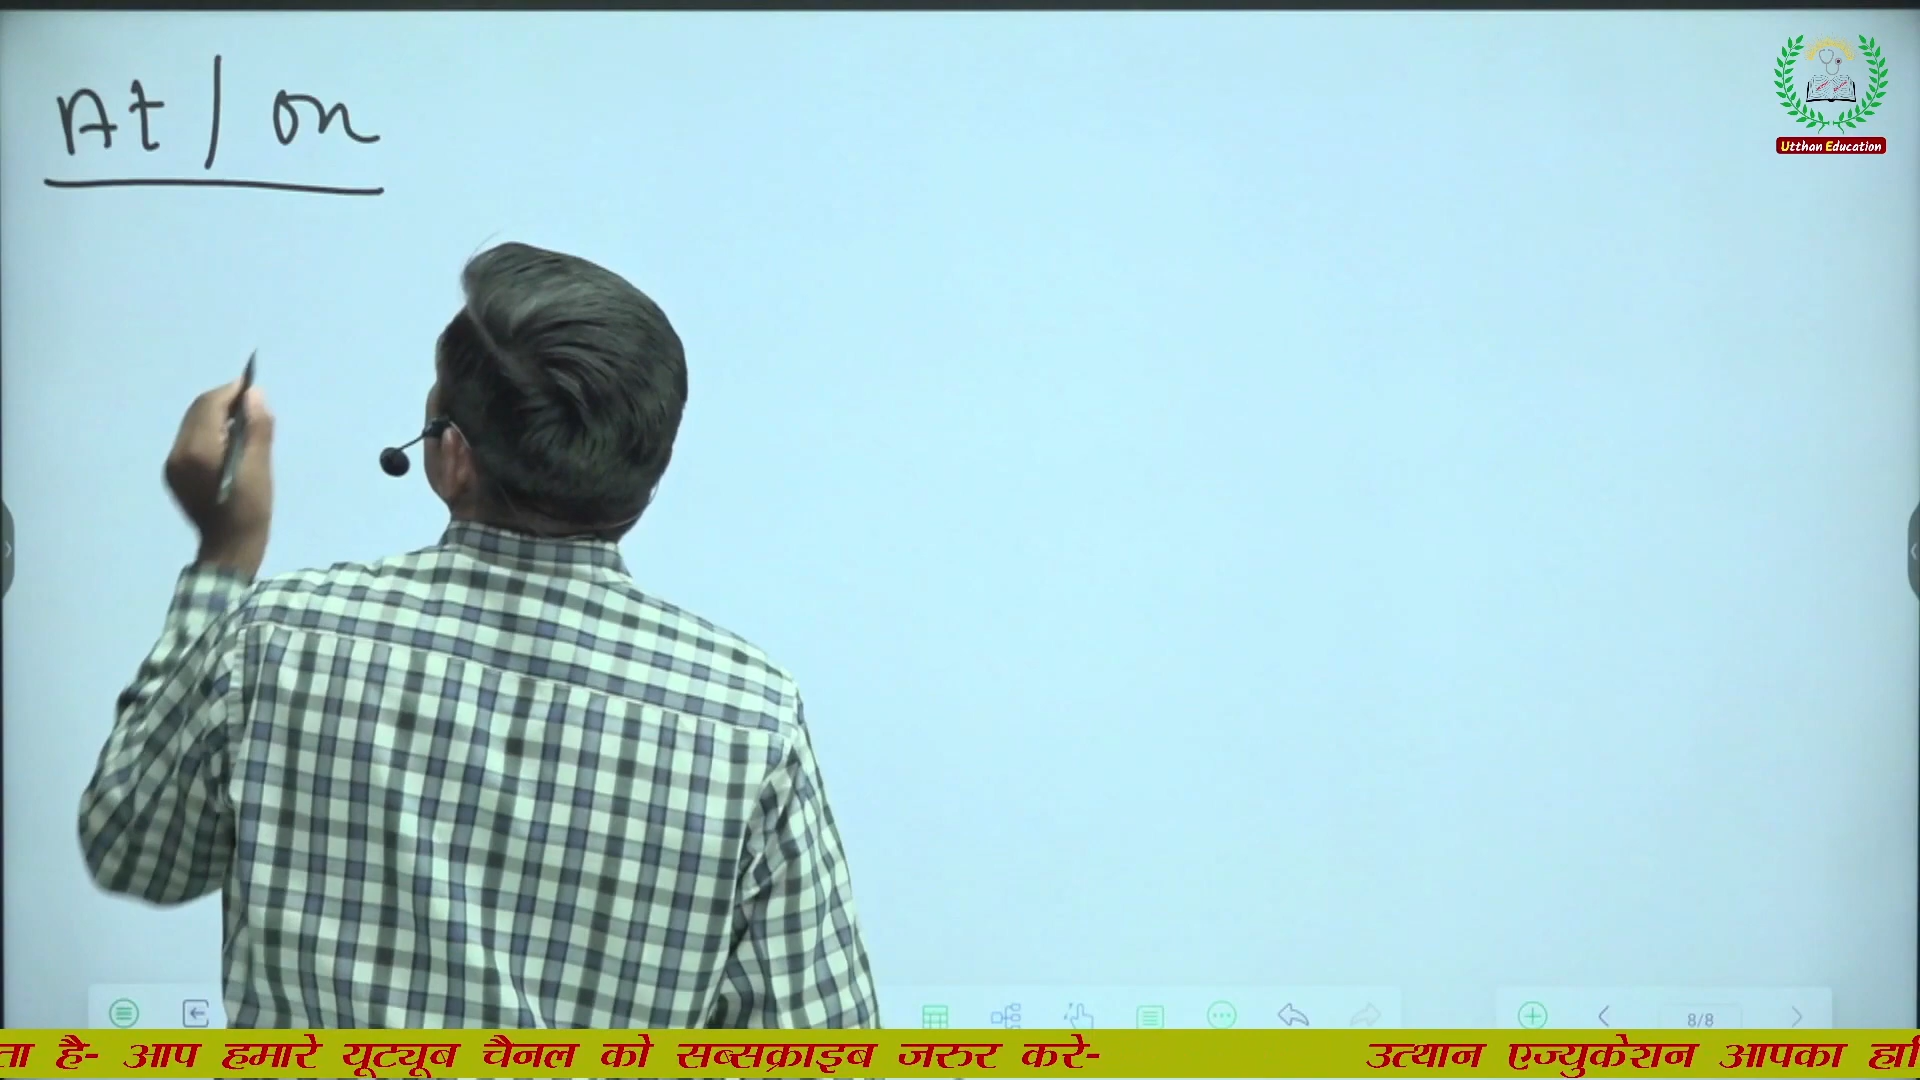 At / on
Utthan Education
8/8
है- आप हमारे यूट्यूब चैनल को सब्सक्राइब जरुर करे- उत्थान एज्युकेशन आपका